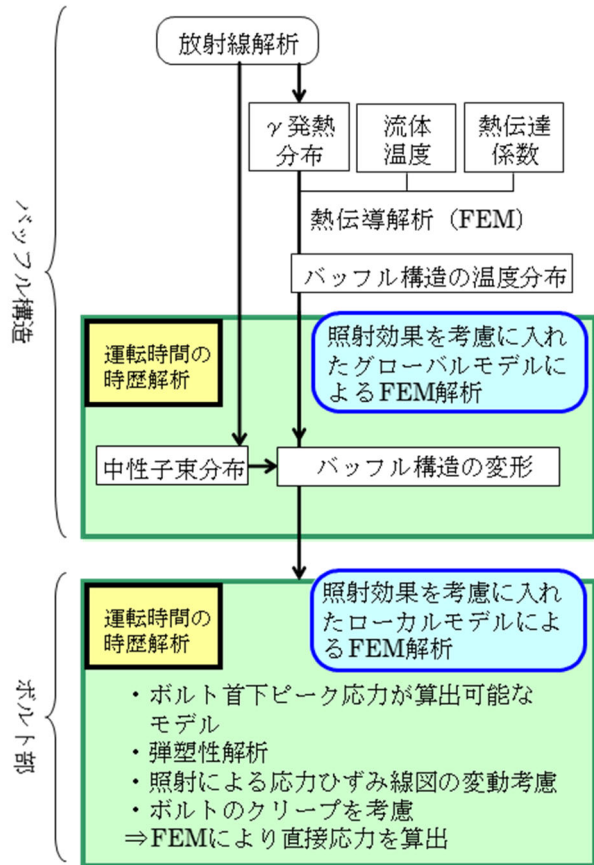 放射線解析
γ発熱
分布
流体
温度
熱伝達
係数
熱伝導解析（FEM）
バッフル構造の温度分布
バッフル構造
運転時間の
時歴解析
照射効果を考慮に入れ
たグローバルモデルに
よるFEM解析
中性子束分布
バッフル構造の変形
ボルト部
運転時間の
時歴解析
照射効果を考慮に入れ
たローカルモデルによ
るFEM解析
・ボルト首下ピーク応力が算出可能な
モデル
・弾塑性解析
・照射による応力ひずみ線図の変動考慮
・ボルトのクリープを考慮
⇒FEMにより直接応力を算出